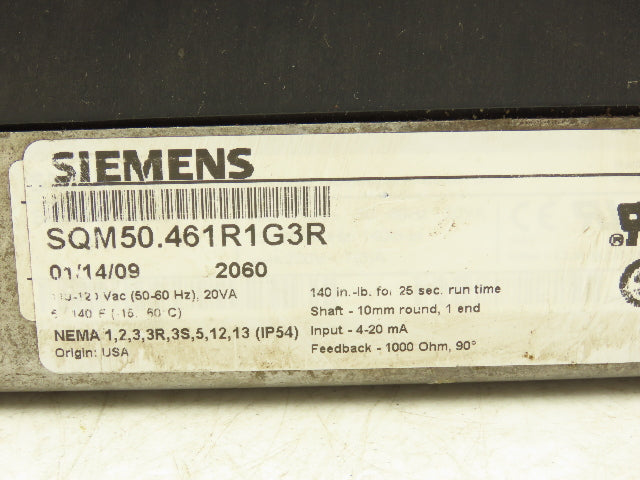 SIEMENS
SQM50.461R1G3R
01/14/09 2060
Vac (50-60 Hz), 20VA
NEMA 1,2,3,3R,3S,5,12,13 (IP54)
Origin: USA
140 in.-lb. for 25 sec. run time
Shaft - 10mm round, 1 end
Input - 4-20 mA
Feedback - 1000 Ohm, 90°
®